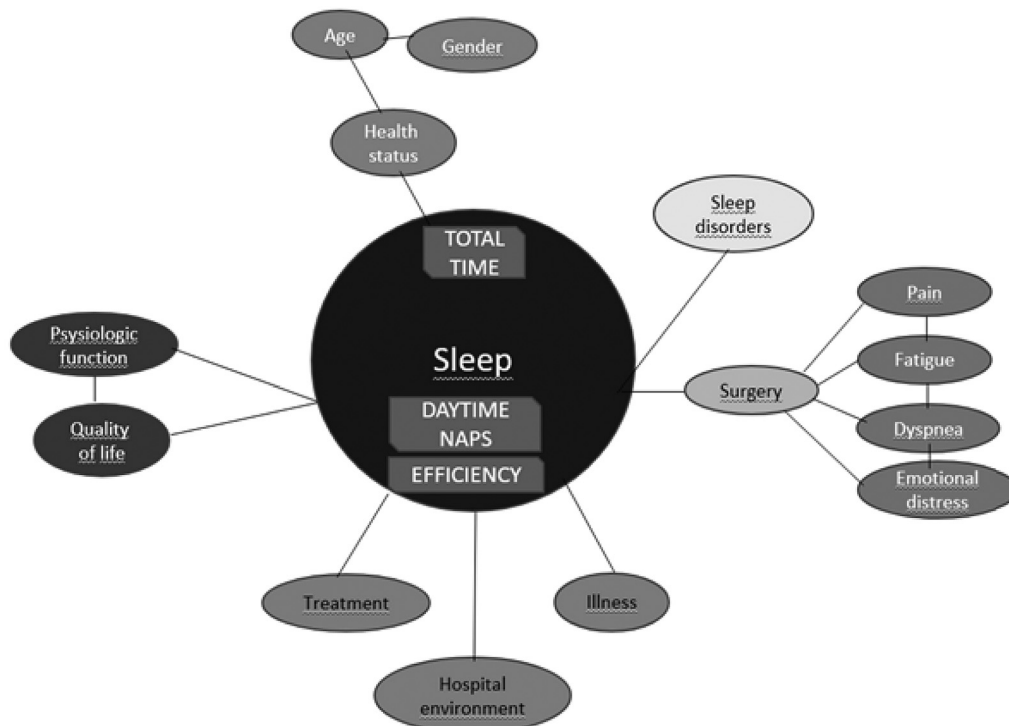 Age
Gender
Health
status
TOTAL
TIME
Sleep
disorders
Pain
Psysiologic
function
Sleep
Fatigue
Surgery
DAYTIME
NAPS
Quality
of life
Dyspnea
EFFICIENCY
Emotional
distress
Treatment
Illness
Hospital
environment